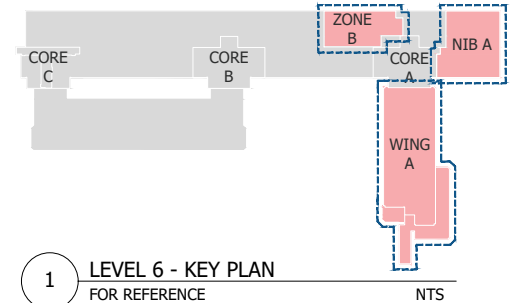 ZONE
B
NIB A
CORE
C
CORE
B
CORE
A
WING
A
1
LEVEL 6 - KEY PLAN
FOR REFERENCE
NTS